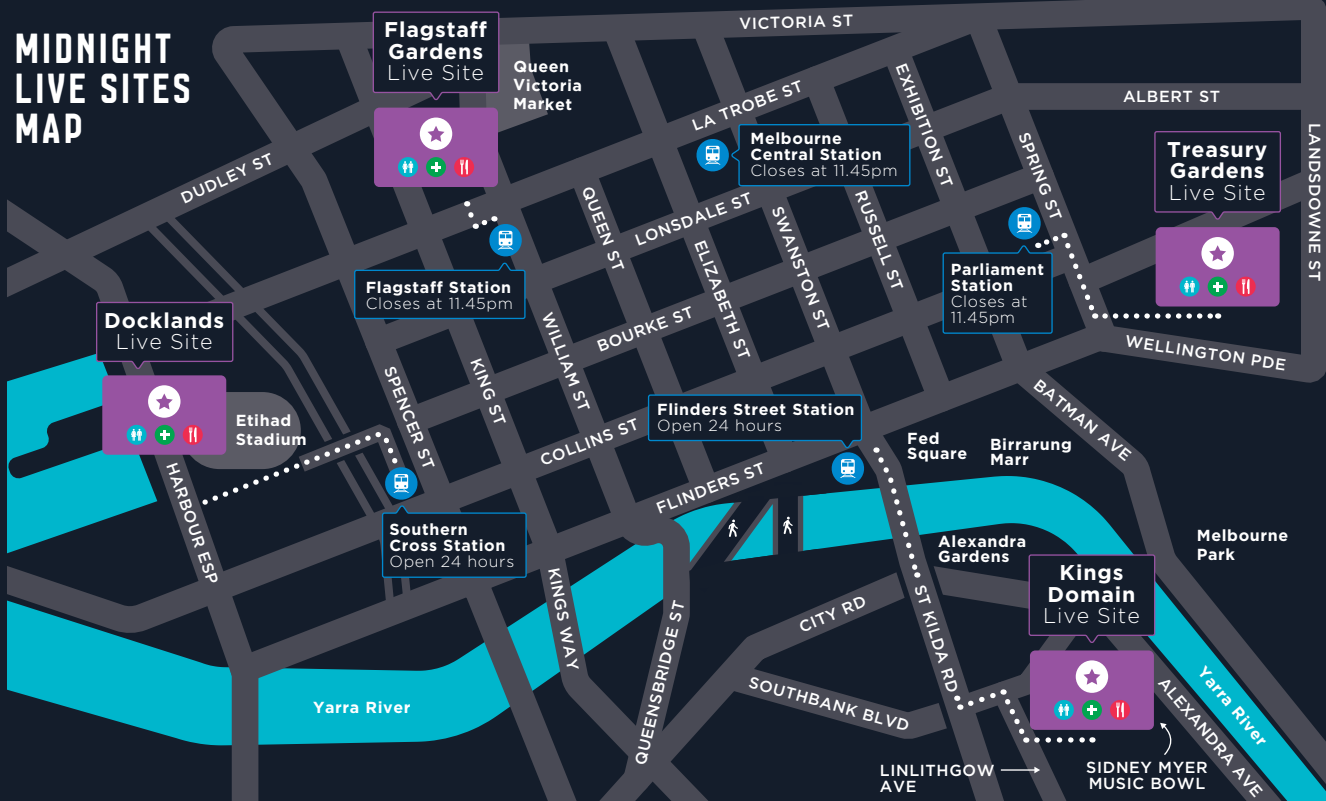 MIDNIGHT
LIVE SITES
MAP
Flagstaff
Gardens
Live Site
Queen
Victoria
Market
VICTORIA ST
LA TROBE ST
EXHIBITION ST
ALBERT ST
LANDSDOWNE ST
DUDLEY ST
Melbourne
Central Station
Closes at 11.45pm
SPRING ST
Treasury
Gardens
Live Site
QUEEN ST
LONSDALE ST
SWANSTON ST
RUSSELL ST
ELIZABETH ST
Flagstaff Station
Closes at 11.45pm
Parliament
Station
Closes at
11.45pm
Docklands
Live Site
WILLIAM ST
BOURKE ST
WELLINGTON PDE
SPENCER ST
KING ST
Etihad
Stadium
COLLINS ST
Flinders Street Station
Open 24 hours
BATMAN AVE
Fed
Square
Birrarung
Marr
HARBOUR ESP
FLINDERS ST
Southern
Cross Station
Open 24 hours
Alexandra
Gardens
Melbourne
Park
Kings
Domain
Live Site
KINGS WAY
QUEENSBRIDGE ST
CITY RD
ST KILDA RD
SOUTHBANK BLVD
Yarra River
Yarra River
ALEXANDRA AVE
LINLITHGOW
AVE
SIDNEY MYER
MUSIC BOWL